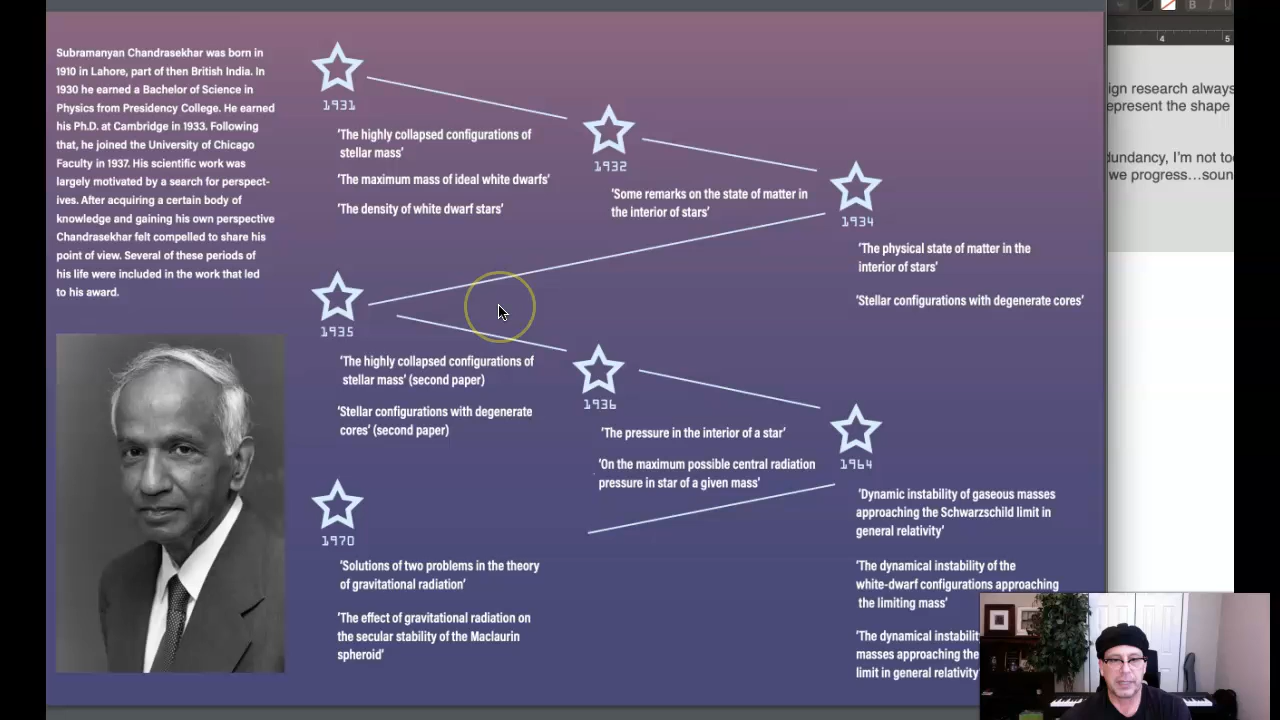 Subramanyan Chandrasekhar was born in
1910 in Lahore, part of then British India. In
1930 he earned a Bachelor of Science in
Physics from Presidency College. He earned
his Ph.D. at Cambridge in 1933. Following
that, he joined the University of Chicago
Faculty in 1937. His scientific work was
largely motivated by a search for perspect-
ives. After acquiring a certain body of
knowledge and gaining his own perspective
Chandrasekhar felt compelled to share his
point of view. Several of these periods of
his life were included in the work that led
to his award.
1931
'The highly collapsed configurations of
stellar mass'
'The maximum mass of ideal white dwarfs'
'The density of white dwarf stars'
1932
'Some remarks on the state of matter in
the interior of stars'
1934
'The physical state of matter in the
interior of stars'
'Stellar configurations with degenerate cores'
1935
'The highly collapsed configurations of
stellar mass' (second paper)
'Stellar configurations with degenerate
cores' (second paper)
1936
'The pressure in the interior of a star'
'On the maximum possible central radiation
pressure in star of a given mass'
1964
'Dynamic instability of gaseous masses
approaching the Schwarzschild limit in
general relativity'
'The dynamical instability of the
white-dwarf configurations approaching
the limiting mass'
'The dynamical
masses approaching the
limit in general relativity
1970
'Solutions of two problems in the theory
of gravitational radiation'
'The effect of gravitational radiation on
the secular stability of the Maclaurin
spheroid'
B I U
4 5
ign research always
epresent the shape
dundancy, I'm not
we progress...soun